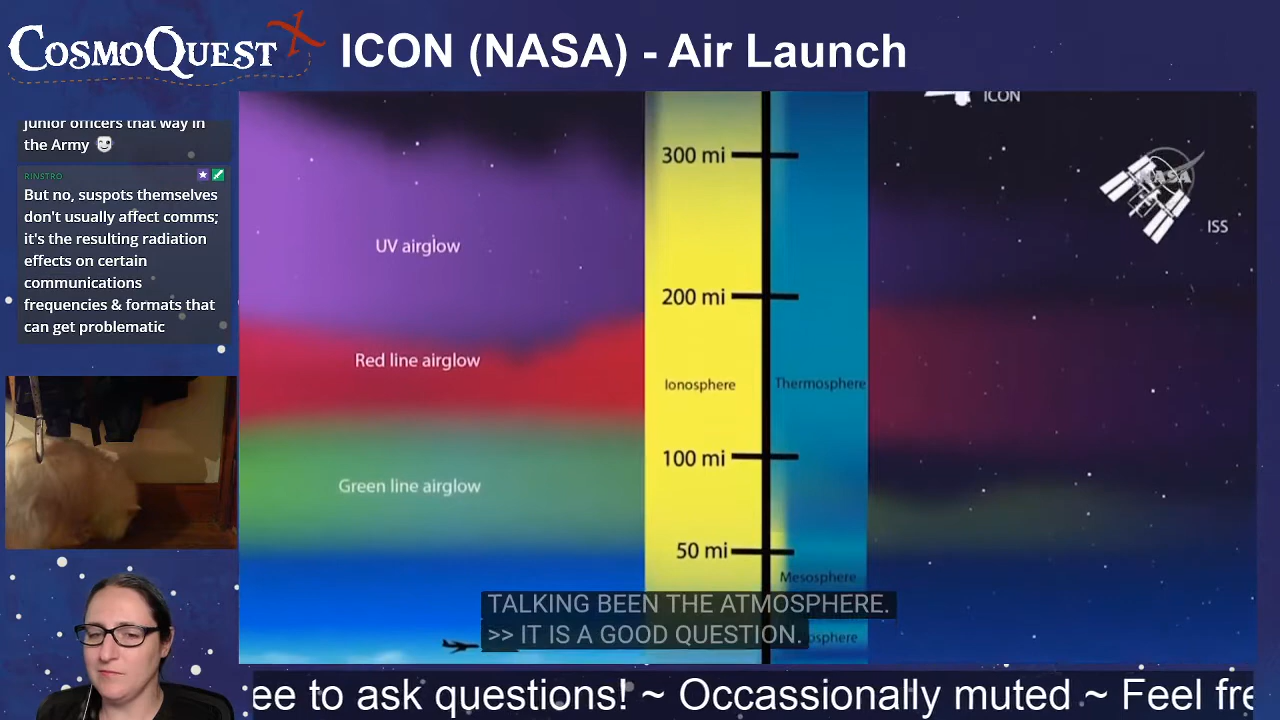 CosmoQuest X
ICON (NASA) - Air Launch
junior officers that way in
the Army
RINSTRO
But no, suspots themselves
don't usually affect comms;
it's the resulting radiation
effects on certain
communications
frequencies & formats that
can get problematic
ICON
300 mi
NASA
ISS
UV airglow
200 mi
Red line airglow
Ionosphere
Thermosphere
100 mi
Green line airglow
50 mi
Mesosphere
TALKING BEEN THE ATMOSPHERE.
>> IT IS A GOOD QUESTION.
osphere
ee to ask questions! ~ Occassionally muted ~ Feel fre